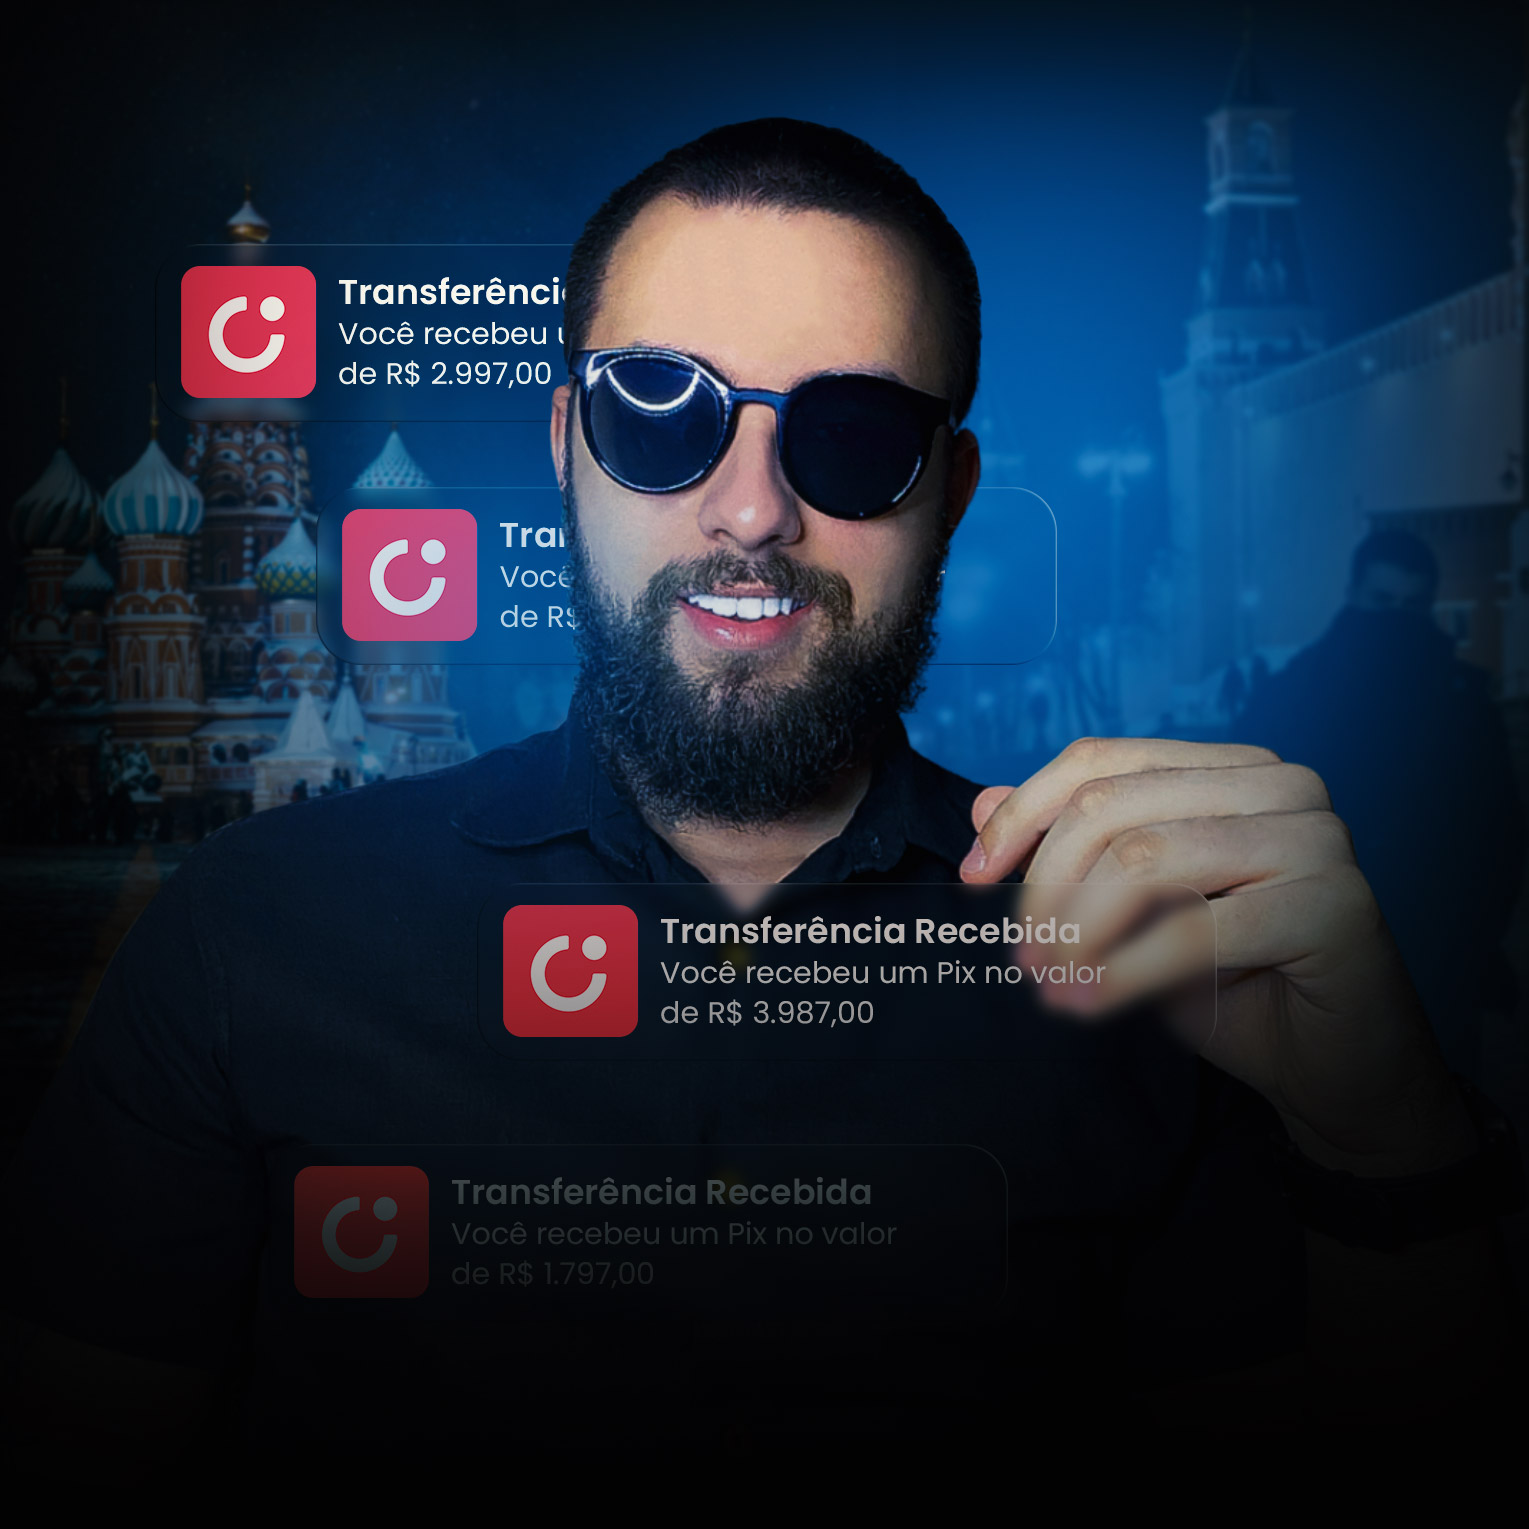 Transferênci
Você recebeu
de R$ 2.997,00
Você
de R$
Transferência Recebida
Você recebeu um Pix no valor
de R$ 3.987,00
Transferência Recebida
Você recebeu um Pix no valor
de R$ 1.797,00